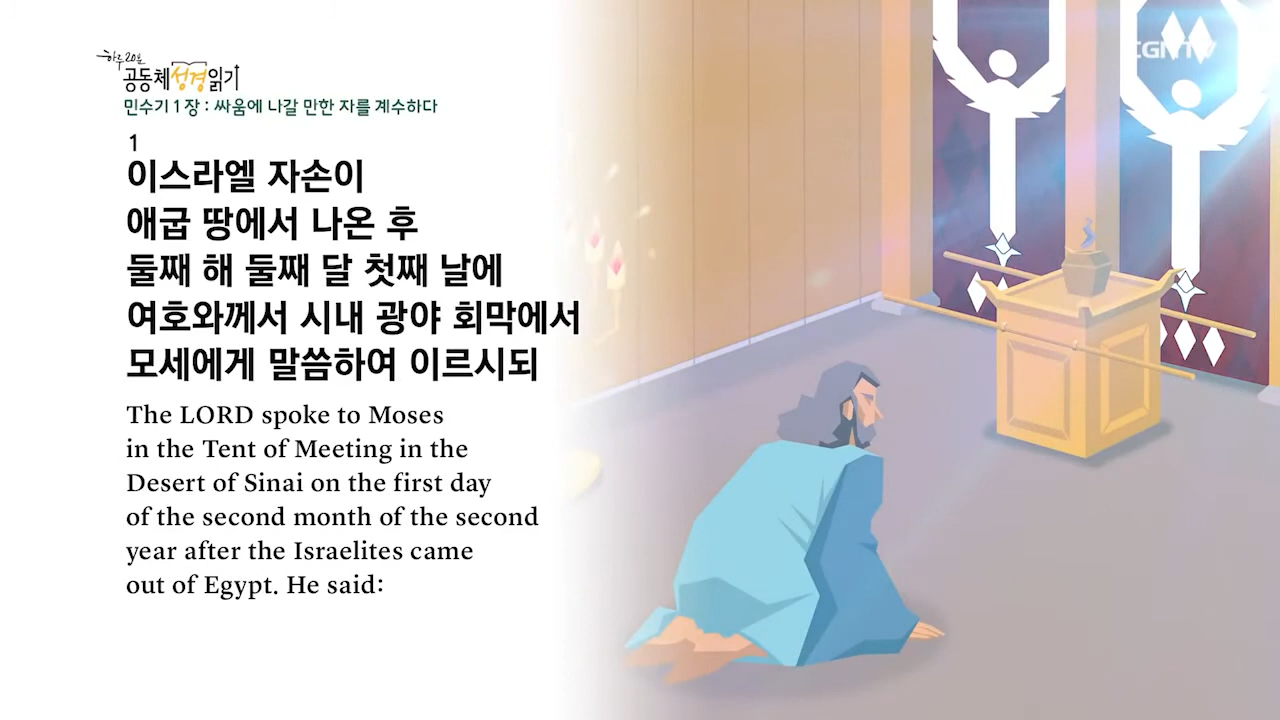 하루 20분
공동체성경읽기
민수기 1장 : 싸움에 나갈 만한 자를 계수하다
1
이스라엘 자손이
애굽 땅에서 나온 후
둘째 해 둘째 달 첫째 날에
여호와께서 시내 광야 회막에서
모세에게 말씀하여 이르시되
The LORD spoke to Moses
in the Tent of Meeting in the
Desert of Sinai on the first day
of the second month of the second
year after the Israelites came
out of Egypt. He said:
CGNTV